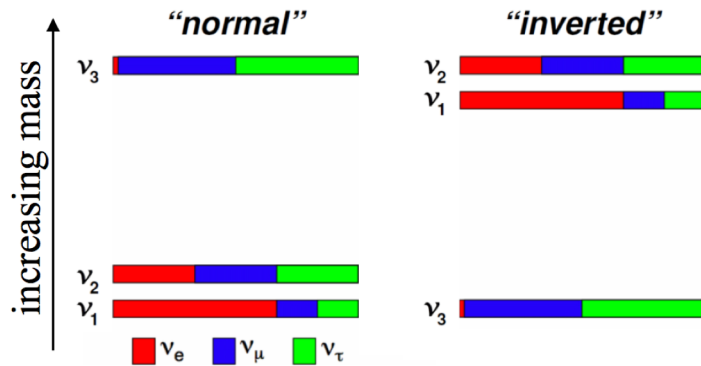 "normal"
"inverted"
increasing mass
ν3
ν2
ν1
ν2
ν1
ν3
νe νμ ντ